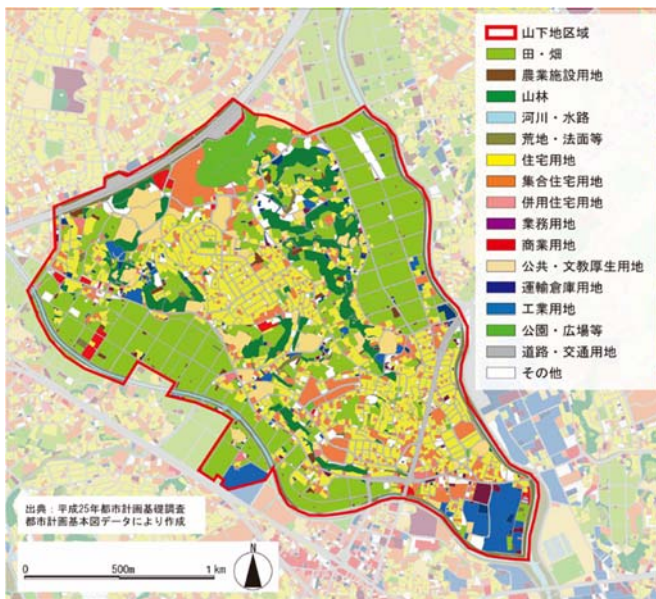 山下地区域
田・畑
農業施設用地
山林
河川・水路
荒地・法面等
住宅用地
集合住宅用地
併用住宅用地
業務用地
商業用地
公共・文教厚生用地
運輸倉庫用地
工業用地
公園・広場等
道路・交通用地
その他
出典：平成25年都市計画基礎調査
都市計画基本図データにより作成
N
0 500m 1 km